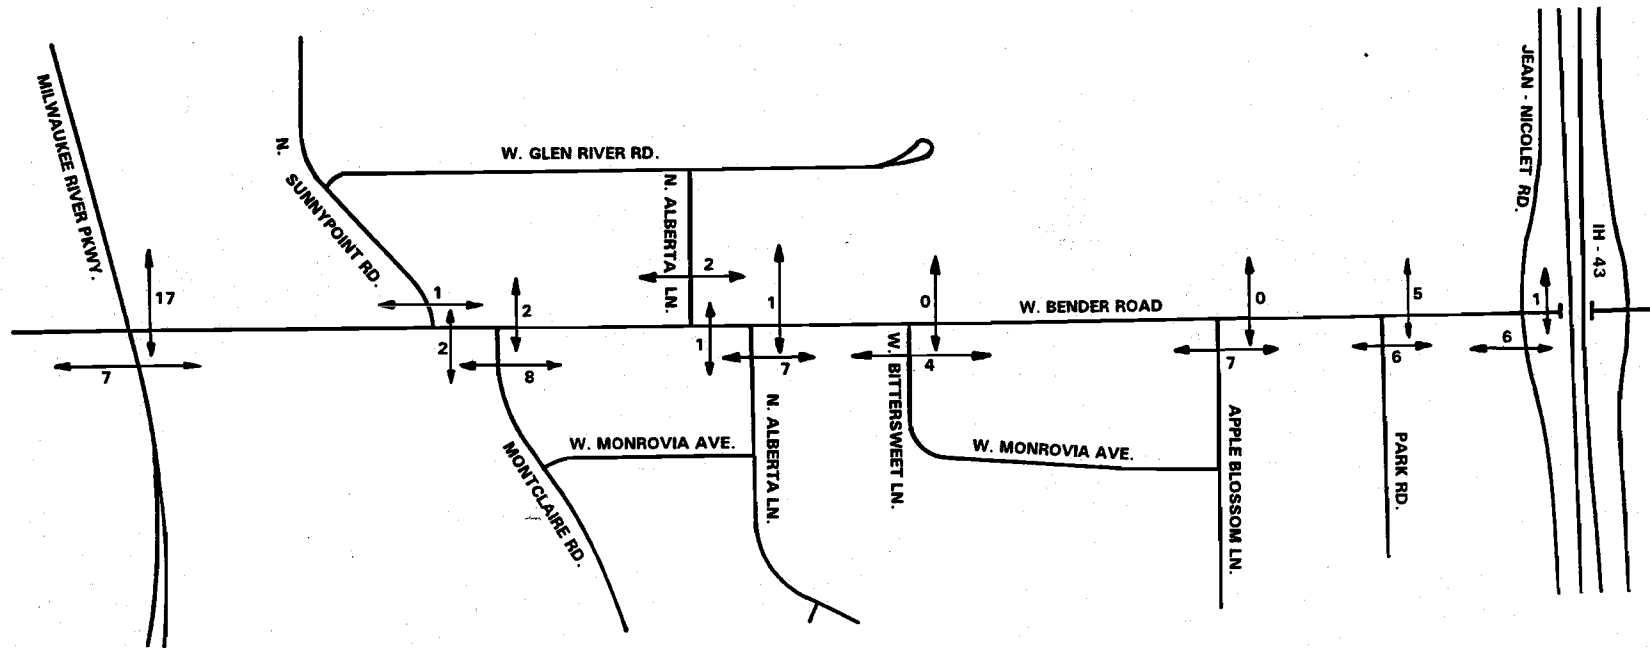 MILWAUKEE RIVER PKWY.
17
7
N. SUNNYPOINT RD.
1
2
W. GLEN RIVER RD.
2
8
MONTCLAIRE RD.
W. MONROVIA AVE.
N. ALBERTA LN.
2
1
1
7
N. ALBERTA LN.
0
4
W. BITTERSWEET LN.
W. BENDER ROAD
W. MONROVIA AVE.
0
7
APPLE BLOSSOM LN.
5
6
PARK RD.
JEAN - NICOLET RD.
1
6
IH - 43